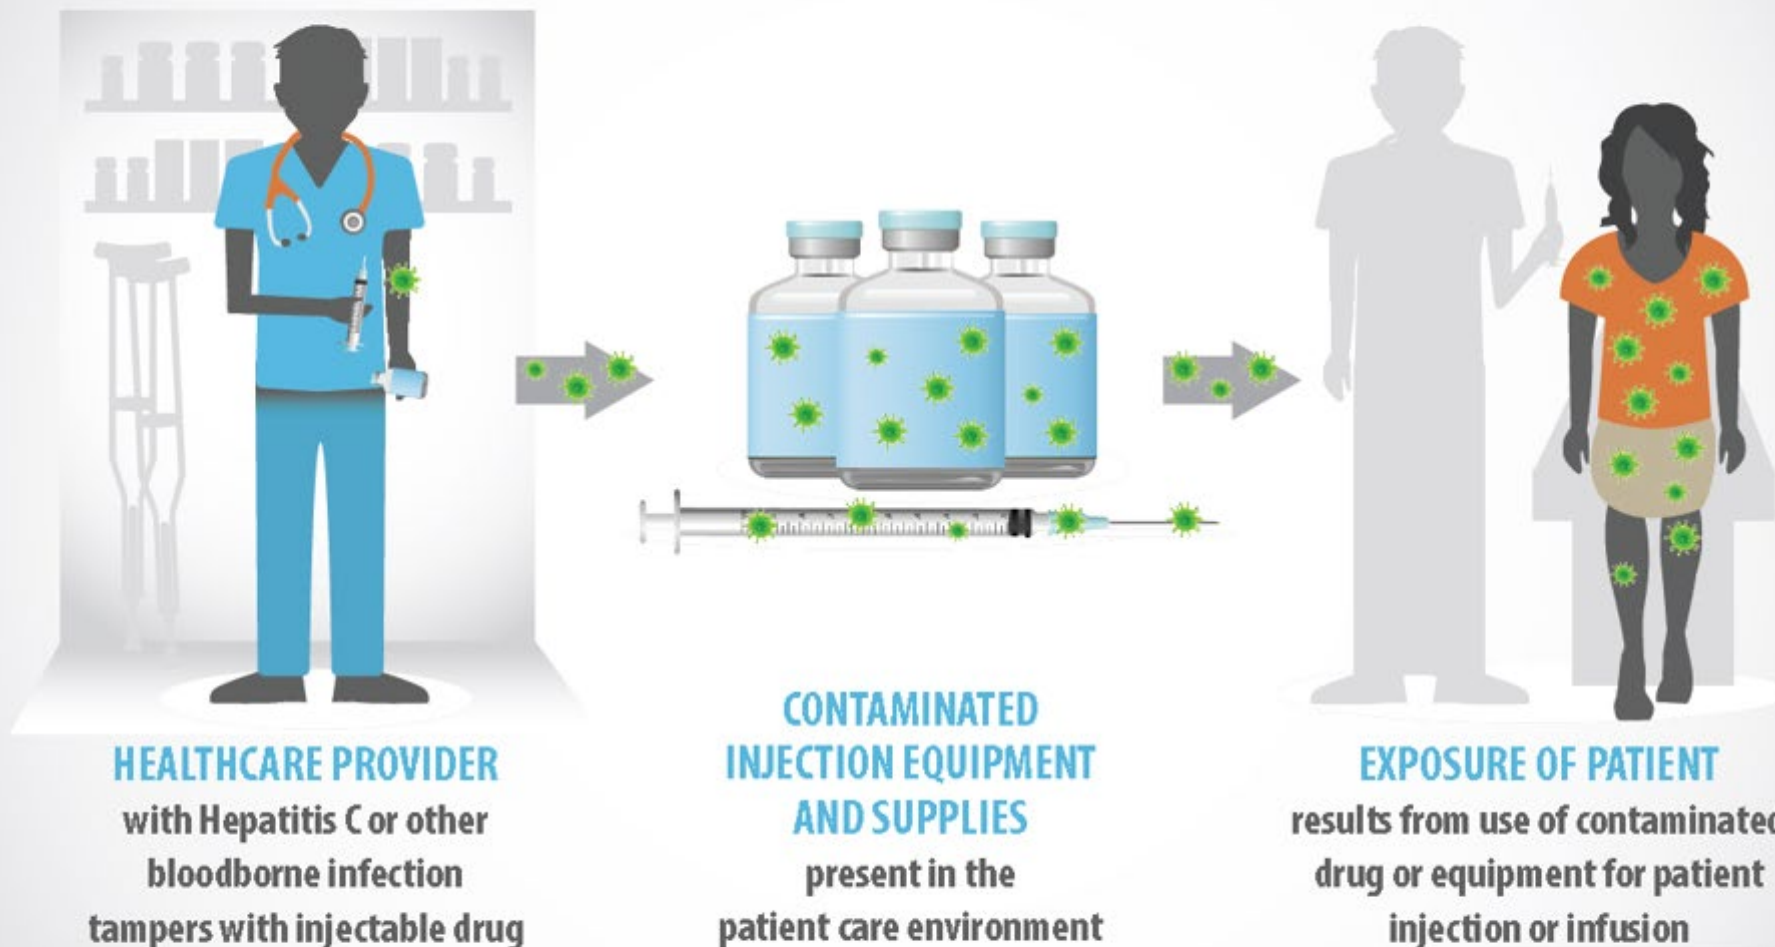 HEALTHCARE PROVIDER
with Hepatitis C or other
bloodborne infection
tampers with injectable drug
CONTAMINATED
INJECTION EQUIPMENT
AND SUPPLIES
present in the
patient care environment
EXPOSURE OF PATIENT
results from use of contaminated
drug or equipment for patient
injection or infusion